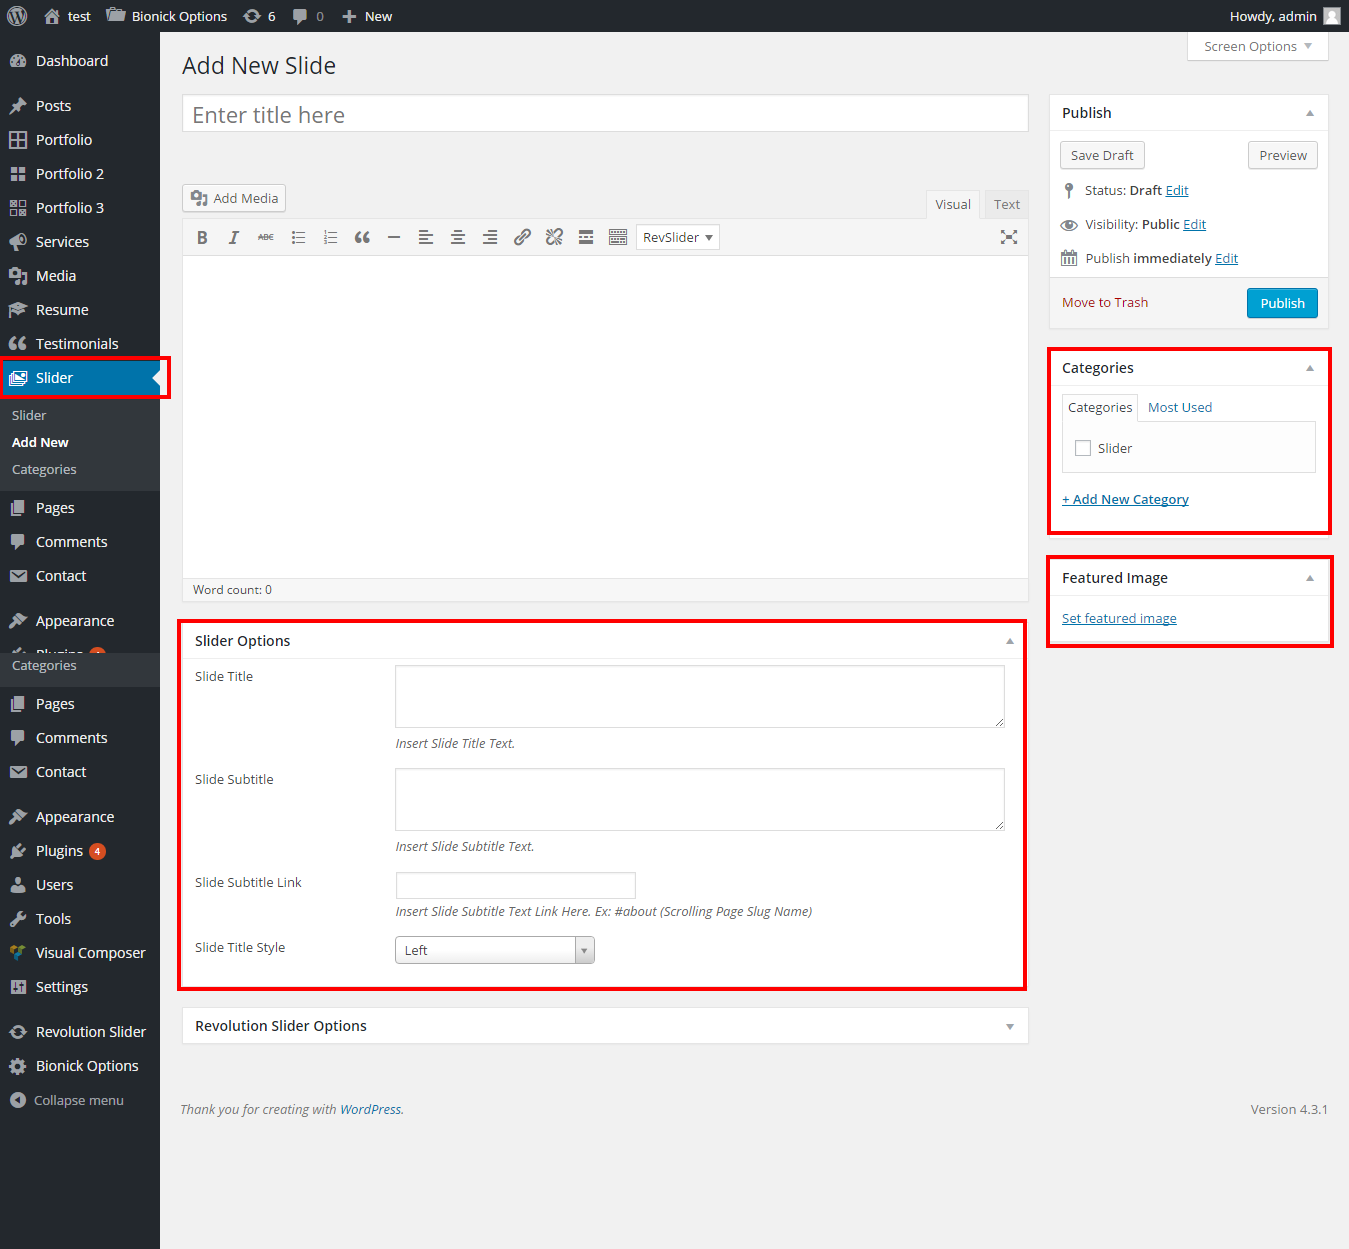 test
Bionick Options
6
0
New
Howdy, admin
Screen Options
Dashboard
Posts
Portfolio
Portfolio 2
Portfolio 3
Services
Media
Resume
Testimonials
Slider
Slider
Add New
Categories
Pages
Comments
Contact
Appearance
Plugins
Categories
Pages
Comments
Contact
Appearance
Plugins 4
Users
Tools
Visual Composer
Settings
Revolution Slider
Bionick Options
Collapse menu
Add New Slide
Enter title here
Add Media
Visual
Text
B I ABC
RevSlider
Word count: 0
Slider Options
Slide Title
Insert Slide Title Text.
Slide Subtitle
Insert Slide Subtitle Text.
Slide Subtitle Link
Insert Slide Subtitle Text Link Here. Ex: #about (Scrolling Page Slug Name)
Slide Title Style
Left
Revolution Slider Options
Publish
Save Draft
Preview
Status: Draft Edit
Visibility: Public Edit
Publish immediately Edit
Move to Trash
Publish
Categories
Categories
Most Used
Slider
+ Add New Category
Featured Image
Set featured image
Thank you for creating with WordPress.
Version 4.3.1